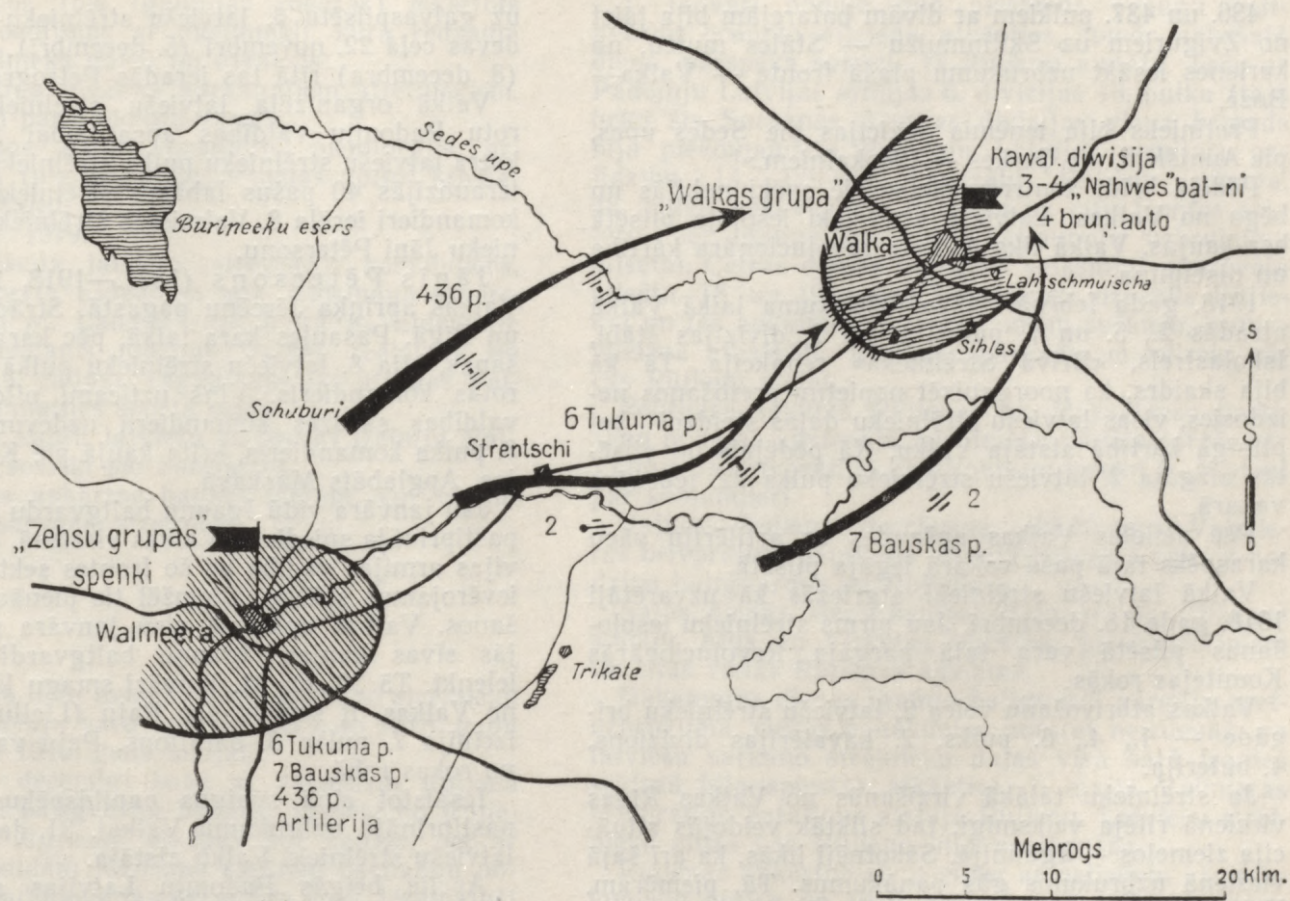 Sedes upe
Burtneeku esers
„Walkas grupa”
Kawal. diwisija
3-4 „Nahwes” bat-ni
4 bruņ. auto
Walka
Lahtschmuischa
Sihles
436 p.
Schuburi
6 Tukuma p.
Strentschi
2
2
7 Bauskas p.
„Zehsu grupas”
spehki
Walmeera
Trikate
6 Tukuma p.
7 Bauskas p.
436 p.
Artilerija
S
D
Mehrogs
0 5 10 20 klm.